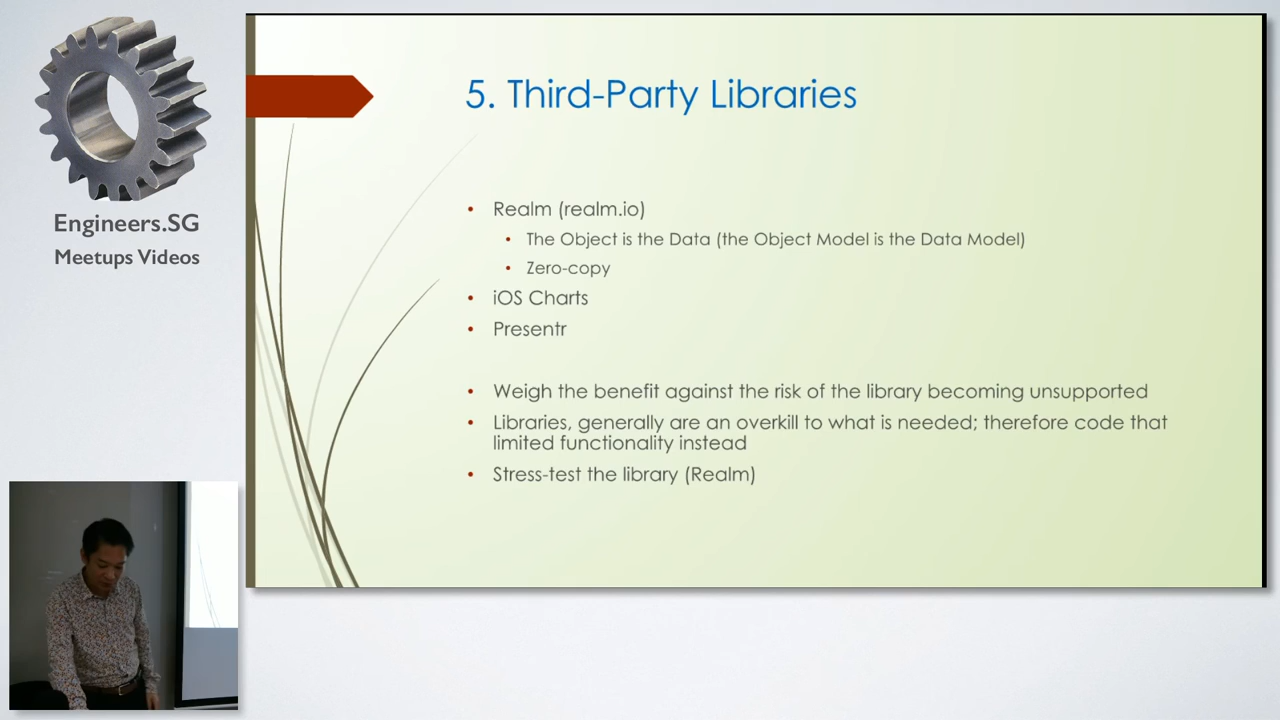 Engineers.SG
Meetups Videos
5. Third-Party Libraries
• Realm (realm.io)
• The Object is the Data (the Object Model is the Data Model)
• Zero-copy
• iOS Charts
• Presentr
• Weigh the benefit against the risk of the library becoming unsupported
• Libraries, generally are an overkill to what is needed; therefore code that
limited functionality instead
• Stress-test the library (Realm)